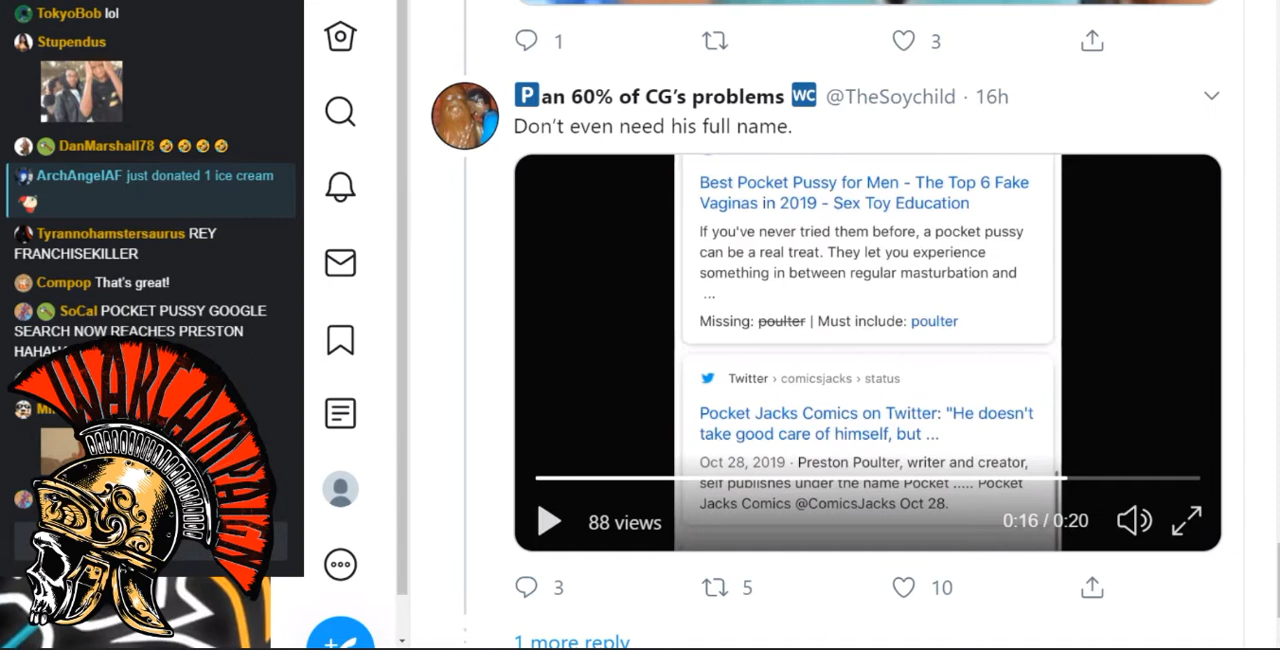 TokyoBob lol
Stupendus
DanMarshall78
ArchAngelAF just donated 1 ice cream
Tyrannohamstersaurus REY
FRANCHISEKILLER
Compop That's great!
SoCal POCKET PUSSY GOOGLE
SEARCH NOW REACHES PRESTON
HAHAH
WARCAMPAIGN
1
3
🅿an 60% of CG's problems 🚾 @TheSoychild · 16h
Don't even need his full name.
Best Pocket Pussy for Men - The Top 6 Fake
Vaginas in 2019 - Sex Toy Education
If you've never tried them before, a pocket pussy
can be a real treat. They let you experience
something in between regular masturbation and
...
Missing: poulter | Must include: poulter
Twitter › comicsjacks › status
Pocket Jacks Comics on Twitter: "He doesn't
take good care of himself, but ...
Oct 28, 2019 · Preston Poulter, writer and creator,
self publishes under the name Pocket ..... Pocket
Jacks Comics @ComicsJacks Oct 28.
88 views
0:16 / 0:20
3
5
10
1 more reply